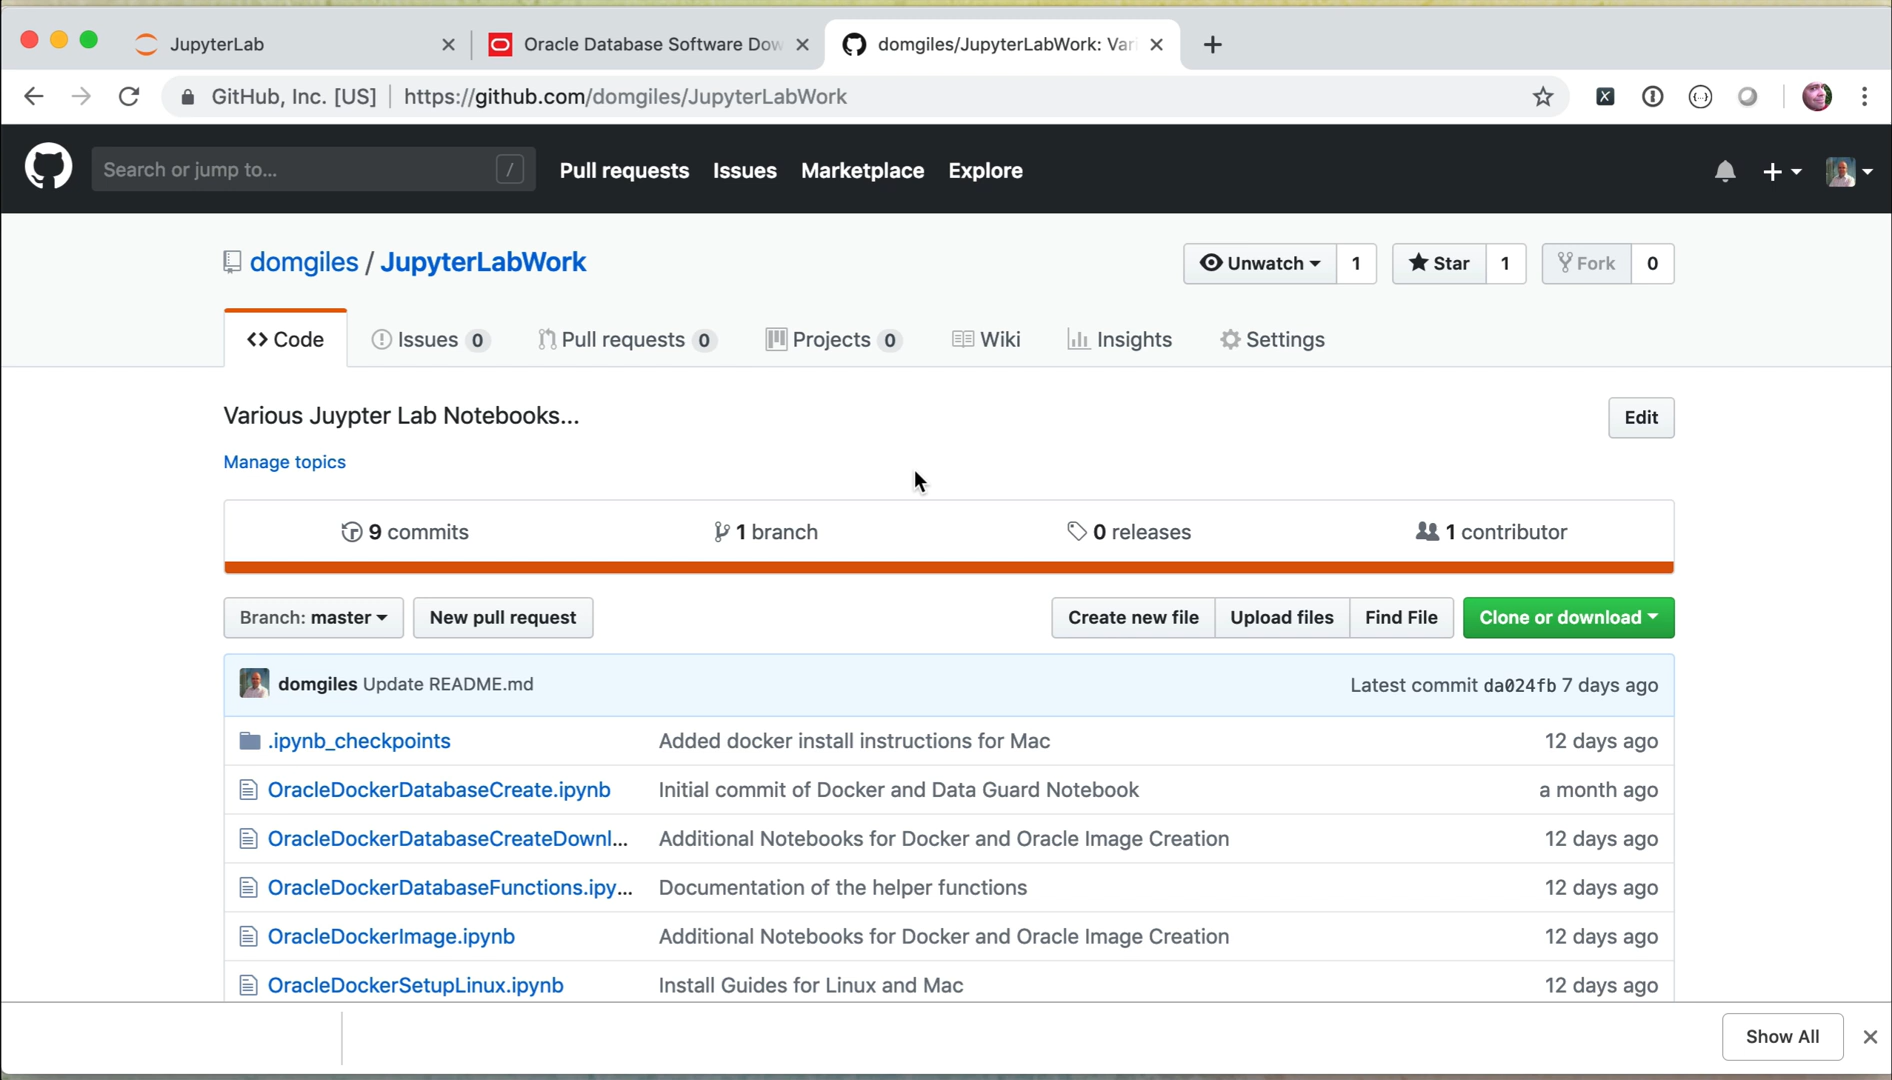 JupyterLab
Oracle Database Software Dow
domgiles/JupyterLabWork: Vari
GitHub, Inc. [US] https://github.com/domgiles/JupyterLabWork
Search or jump to... /
Pull requests Issues Marketplace Explore
domgiles / JupyterLabWork
Unwatch 1 Star 1 Fork 0
Code Issues 0 Pull requests 0 Projects 0 Wiki Insights Settings
Various Juypter Lab Notebooks... Edit
Manage topics
9 commits 1 branch 0 releases 1 contributor
Branch: master New pull request Create new file Upload files Find File Clone or download
domgiles Update README.md Latest commit da024fb 7 days ago
.ipynb_checkpoints Added docker install instructions for Mac 12 days ago
OracleDockerDatabaseCreate.ipynb Initial commit of Docker and Data Guard Notebook a month ago
OracleDockerDatabaseCreateDownl... Additional Notebooks for Docker and Oracle Image Creation 12 days ago
OracleDockerDatabaseFunctions.ipy... Documentation of the helper functions 12 days ago
OracleDockerImage.ipynb Additional Notebooks for Docker and Oracle Image Creation 12 days ago
OracleDockerSetupLinux.ipynb Install Guides for Linux and Mac 12 days ago
Show All